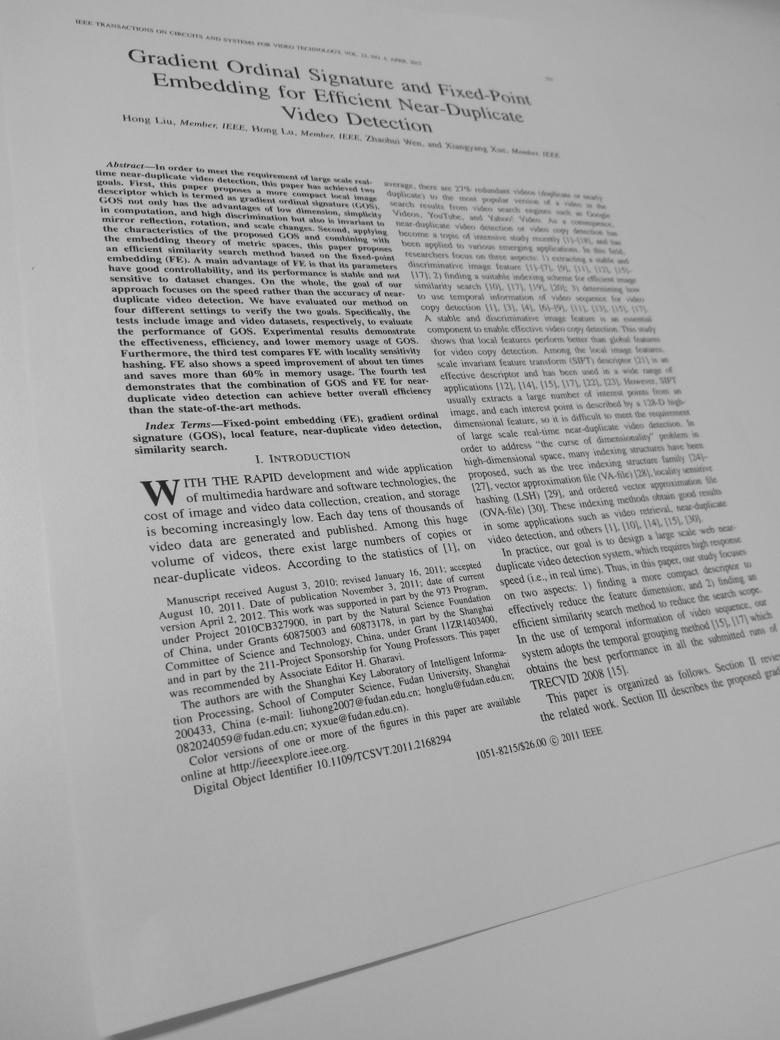 IEEE TRANSACTIONS ON CIRCUITS AND SYSTEMS FOR VIDEO TECHNOLOGY, VOL. 22, NO. 4, APRIL 2012
Gradient Ordinal Signature and Fixed-Point
Embedding for Efficient Near-Duplicate
Video Detection
Hong Liu, Member, IEEE, Hong Lu, Member, IEEE, Zhaohui Wen, and Xiangyang Xue, Member, IEEE
Abstract—In order to meet the requirement of large scale real-
time near-duplicate video detection, this paper has achieved two
goals. First, this paper proposes a more compact local image
descriptor which is termed as gradient ordinal signature (GOS).
GOS not only has the advantages of low dimension, simplicity
in computation, and high discrimination but also is invariant to
mirror reflection, rotation, and scale changes. Second, applying
the characteristics of the proposed GOS and combining with
the embedding theory of metric spaces, this paper proposes
an efficient similarity search method based on the fixed-point
embedding (FE). A main advantage of FE is that its parameters
have good controllability, and its performance is stable and not
sensitive to dataset changes. On the whole, the goal of our
approach focuses on the speed rather than the accuracy of near-
duplicate video detection. We have evaluated our method on
four different settings to verify the two goals. Specifically, the
tests include image and video datasets, respectively, to evaluate
the performance of GOS. Experimental results demonstrate
the effectiveness, efficiency, and lower memory usage of GOS.
Furthermore, the third test compares FE with locality sensitivity
hashing. FE also shows a speed improvement of about ten times
and saves more than 60% in memory usage. The fourth test
demonstrates that the combination of GOS and FE for near-
duplicate video detection can achieve better overall efficiency
than the state-of-the-art methods.
Index Terms—Fixed-point embedding (FE), gradient ordinal
signature (GOS), local feature, near-duplicate video detection,
similarity search.
I. INTRODUCTION
WITH THE RAPID development and wide application
of multimedia hardware and software technologies, the
cost of image and video data collection, creation, and storage
is becoming increasingly low. Each day tens of thousands of
video data are generated and published. Among this huge
volume of videos, there exist large numbers of copies or
near-duplicate videos. According to the statistics of [1], on
Manuscript received August 3, 2010; revised January 16, 2011; accepted
August 10, 2011. Date of publication November 3, 2011; date of current
version April 2, 2012. This work was supported in part by the 973 Program,
under Project 2010CB327900, in part by the Natural Science Foundation
of China, under Grants 60875003 and 60873178, in part by the Shanghai
Committee of Science and Technology, China, under Grant 11ZR1403400,
and in part by the 211-Project Sponsorship for Young Professors. This paper
was recommended by Associate Editor H. Gharavi.
The authors are with the Shanghai Key Laboratory of Intelligent Informa-
tion Processing, School of Computer Science, Fudan University, Shanghai
200433, China (e-mail: liuhong2007@fudan.edu.cn; honglu@fudan.edu.cn;
082024059@fudan.edu.cn; xyxue@fudan.edu.cn).
Color versions of one or more of the figures in this paper are available
online at http://ieeexplore.ieee.org.
Digital Object Identifier 10.1109/TCSVT.2011.2168294
average, there are 27% redundant videos (duplicate or nearly
duplicate) to the most popular version of a video in the
search results from video search engines such as Google
Videos, YouTube, and Yahoo! Video. As a consequence,
near-duplicate video detection or video copy detection has
become a topic of intensive study recently [1]–[19], and has
been applied to various emerging applications. In this field,
researchers focus on three aspects: 1) extracting a stable and
discriminative image feature [1]–[7], [9], [11], [12], [15]–
[17]; 2) finding a suitable indexing scheme for efficient image
similarity search [10], [17], [19], [20]; 3) determining how
to use temporal information of video sequence for video
copy detection [1], [3], [4], [6]–[9], [11], [13], [15], [17].
A stable and discriminative image feature is an essential
component to enable effective video copy detection. This study
shows that local features perform better than global features
for video copy detection. Among the local image features,
scale invariant feature transform (SIFT) descriptor [21] is an
effective descriptor and has been used in a wide range of
applications [12], [14], [15], [17], [22], [23]. However, SIFT
usually extracts a large number of interest points from an
image, and each interest point is described by a 128-D high-
dimensional feature, so it is difficult to meet the requirement
of large scale real-time near-duplicate video detection. In
order to address “the curse of dimensionality” problem in
high-dimensional space, many indexing structures have been
proposed, such as the tree indexing structure family [24]–
[27], vector approximation file (VA-file) [28], locality sensitive
hashing (LSH) [29], and ordered vector approximation file
(OVA-file) [30]. These indexing methods obtain good results
in some applications such as video retrieval, near-duplicate
video detection, and others [1], [10], [14], [15], [30].
In practice, our goal is to design a large scale web near-
duplicate video detection system, which requires high response
speed (i.e., in real time). Thus, in this paper, our study focuses
on two aspects: 1) finding a more compact descriptor to
effectively reduce the feature dimension; and 2) finding an
efficient similarity search method to reduce the search scope.
In the use of temporal information of video sequence, our
system adopts the temporal grouping method [15], [17] which
obtains the best performance in all the submitted runs of
TRECVID 2008 [15].
This paper is organized as follows. Section II review
the related work. Section III describes the proposed grad
1051-8215/$26.00 © 2011 IEEE